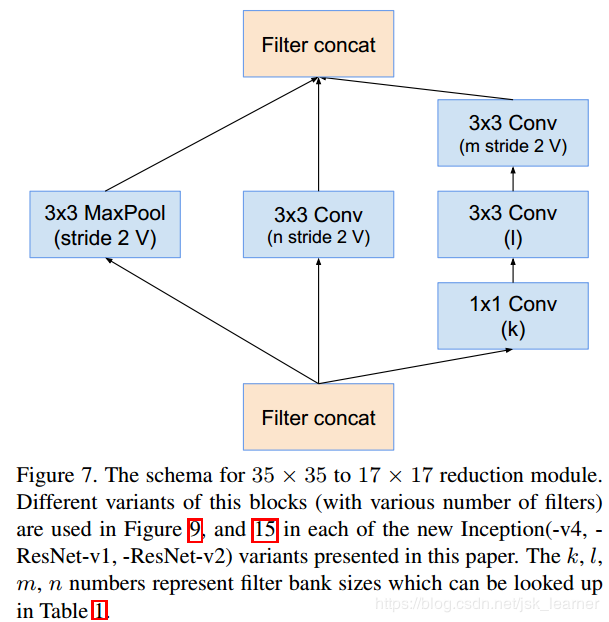 Filter concat
3x3 Conv
(m stride 2 V)
3x3 MaxPool
(stride 2 V)
3x3 Conv
(n stride 2 V)
3x3 Conv
(l)
1x1 Conv
(k)
Filter concat
Figure 7. The schema for 35 × 35 to 17 × 17 reduction module.
Different variants of this blocks (with various number of filters)
are used in Figure 9, and 15 in each of the new Inception(-v4, -
ResNet-v1, -ResNet-v2) variants presented in this paper. The k, l,
m, n numbers represent filter bank sizes which can be looked up
in Table 1.
https://blog.csdn.net/jsk_learner